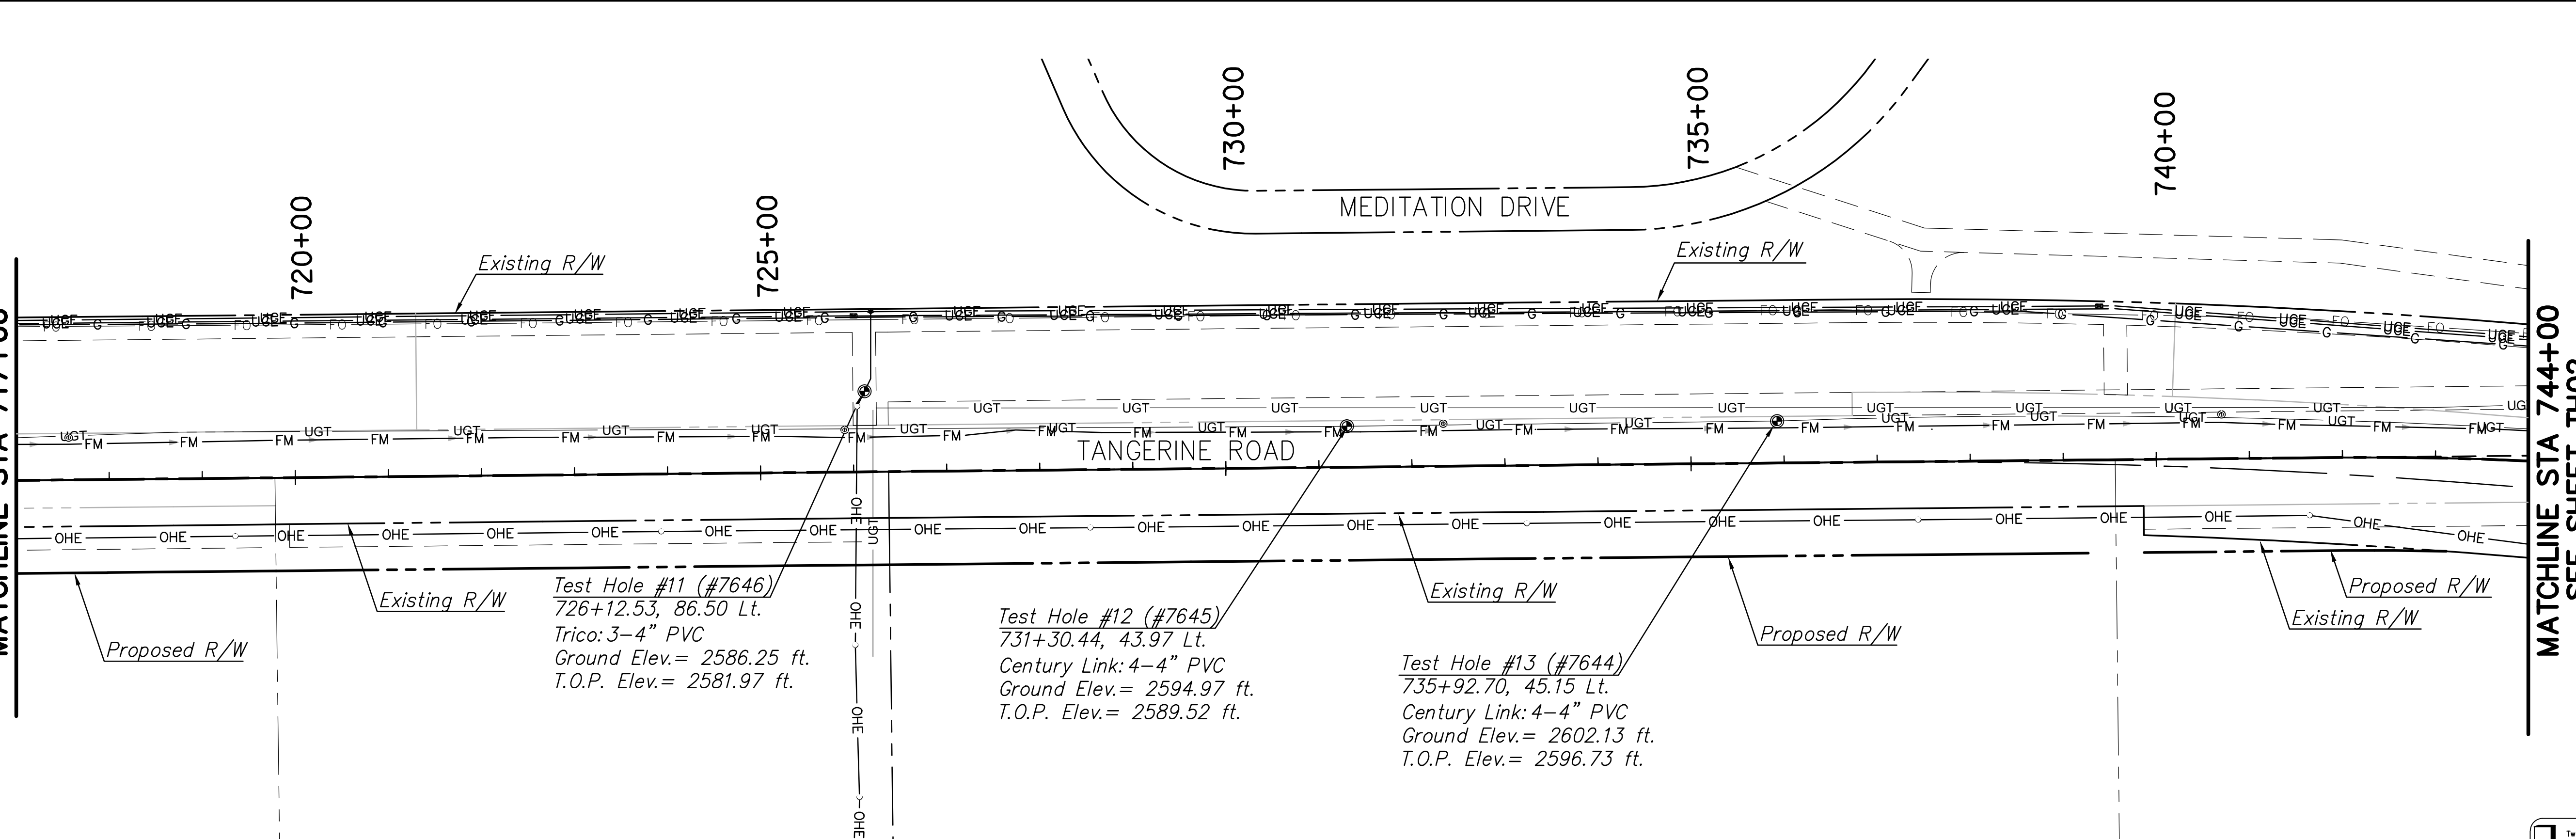 730+00
735+00
740+00
720+00
725+00
MEDITATION DRIVE
Existing R/W
Existing R/W
TANGERINE ROAD
MATCHLINE STA 744+00
Test Hole #11 (#7646)
726+12.53, 86.50 Lt.
Trico: 3-4" PVC
Ground Elev.= 2586.25 ft.
T.O.P. Elev.= 2581.97 ft.
Test Hole #12 (#7645)
731+30.44, 43.97 Lt.
Century Link: 4-4" PVC
Ground Elev.= 2594.97 ft.
T.O.P. Elev.= 2589.52 ft.
Test Hole #13 (#7644)
735+92.70, 45.15 Lt.
Century Link: 4-4" PVC
Ground Elev.= 2602.13 ft.
T.O.P. Elev.= 2596.73 ft.
Existing R/W
Proposed R/W
Existing R/W
Proposed R/W
Proposed R/W
Existing R/W
UGE
G
FO
UGT
FM
OHE